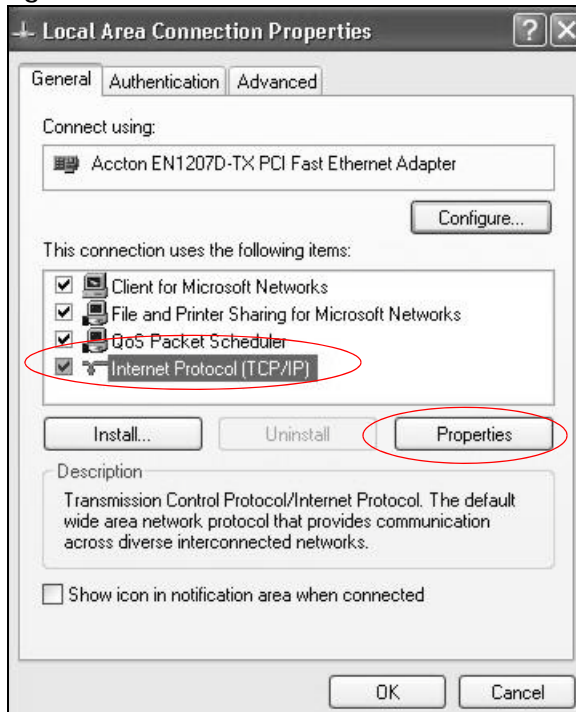 Local Area Connection Properties
General Authentication Advanced
Connect using:
Accton EN1207D-TX PCI Fast Ethernet Adapter
Configure...
This connection uses the following items:
Client for Microsoft Networks
File and Printer Sharing for Microsoft Networks
QoS Packet Scheduler
Internet Protocol (TCP/IP)
Install... Uninstall Properties
Description
Transmission Control Protocol/Internet Protocol. The default
wide area network protocol that provides communication
across diverse interconnected networks.
Show icon in notification area when connected
OK Cancel